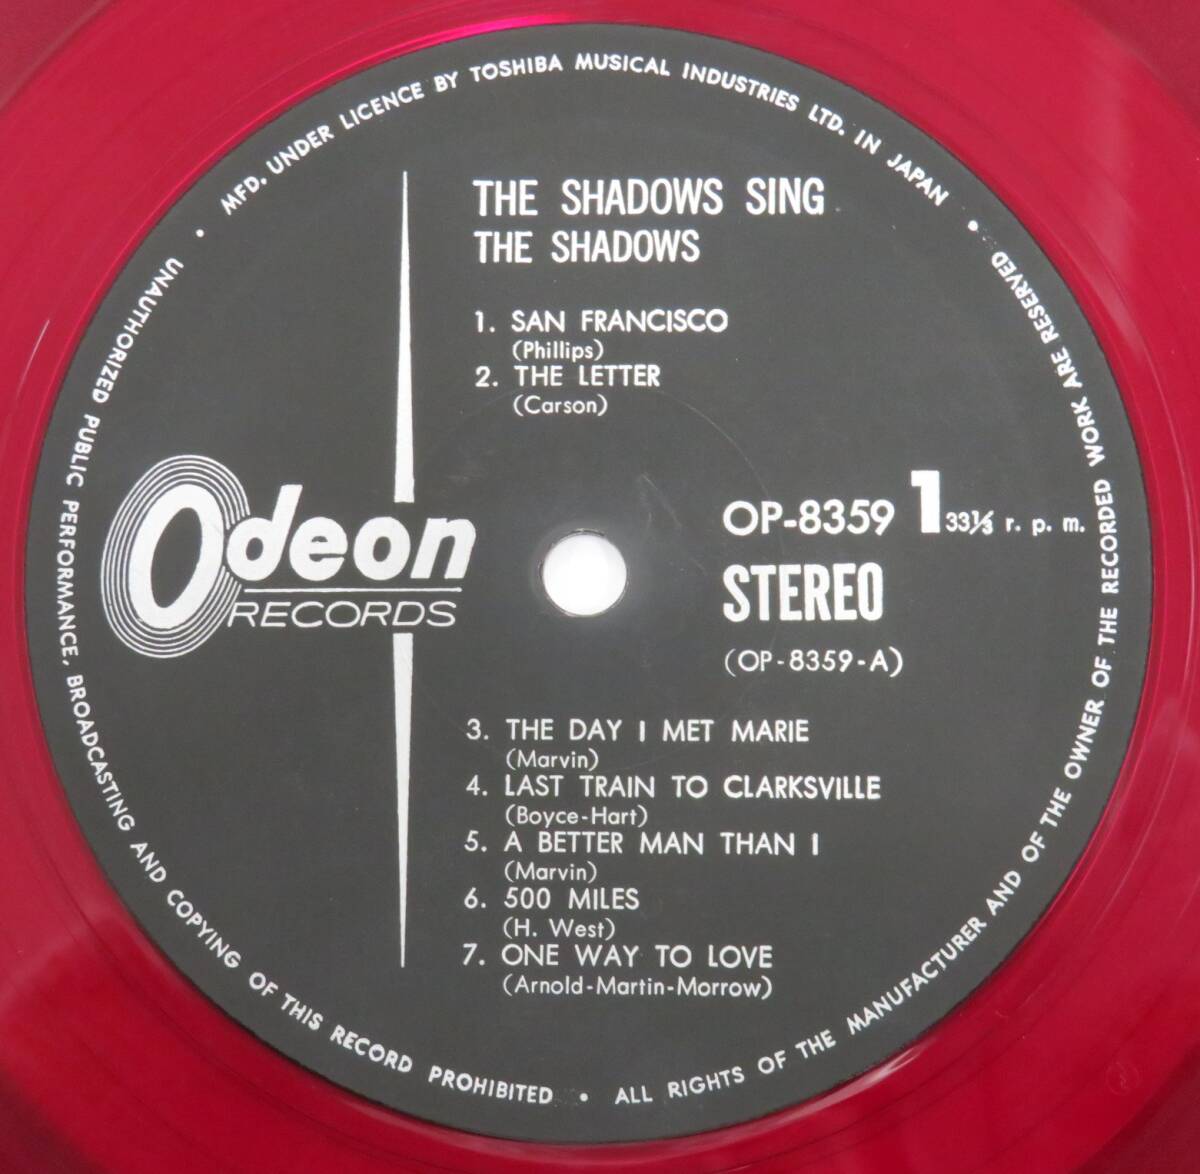 MFD. UNDER LICENCE BY TOSHIBA MUSICAL INDUSTRIES LTD. IN JAPAN
THE SHADOWS SING
THE SHADOWS
1. SAN FRANCISCO
(Phillips)
2. THE LETTER
(Carson)
Odeon
RECORDS
OP-8359 1 33⅓ r. p. m.
STEREO
(OP-8359-A)
3. THE DAY I MET MARIE
(Marvin)
4. LAST TRAIN TO CLARKSVILLE
(Boyce-Hart)
5. A BETTER MAN THAN I
(Marvin)
6. 500 MILES
(H. West)
7. ONE WAY TO LOVE
(Arnold-Martin-Morrow)
UNAUTHORIZED PUBLIC PERFORMANCE, BROADCASTING AND COPYING OF THIS RECORD PROHIBITED • ALL RIGHTS OF THE MANUFACTURER AND OF THE OWNER OF THE RECORDED WORK ARE RESERVED •